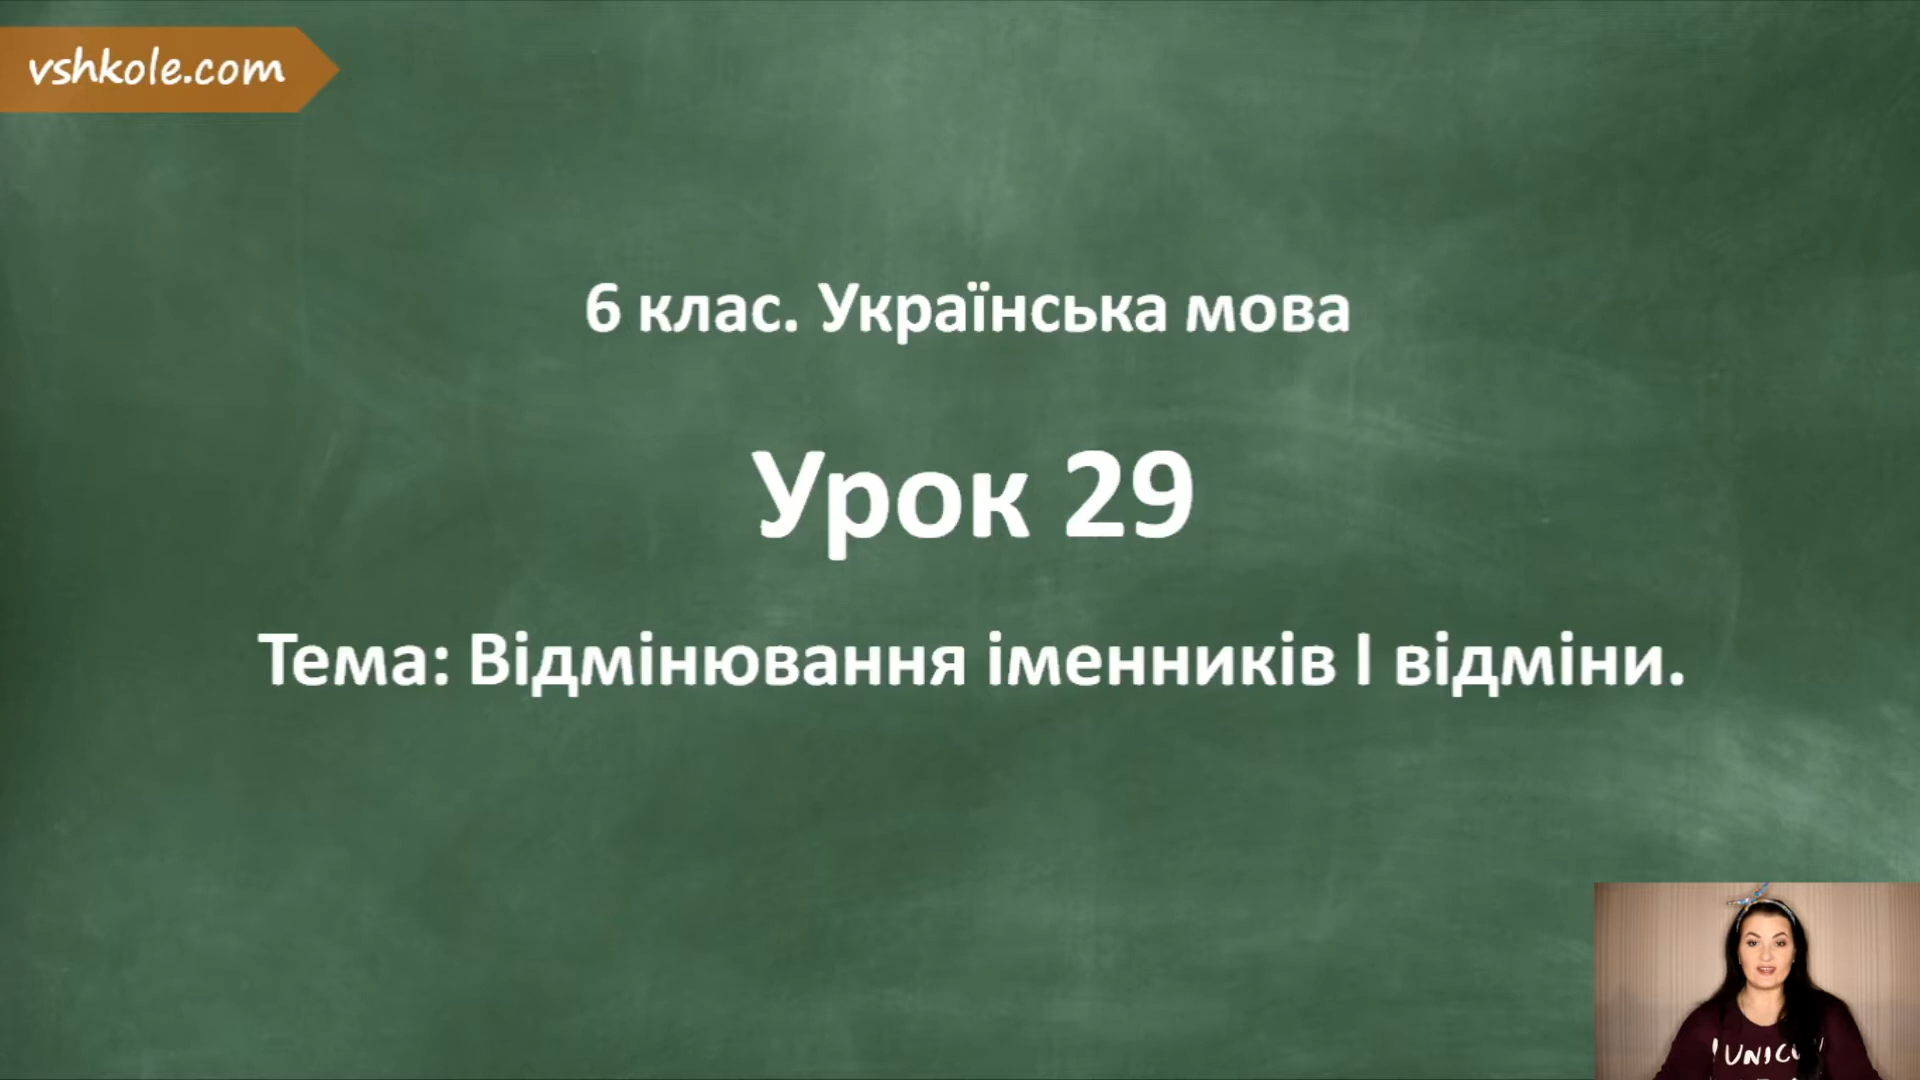 vshkole.com
6 клас. Українська мова
Урок 29
Тема: Відмінювання іменників І відміни.